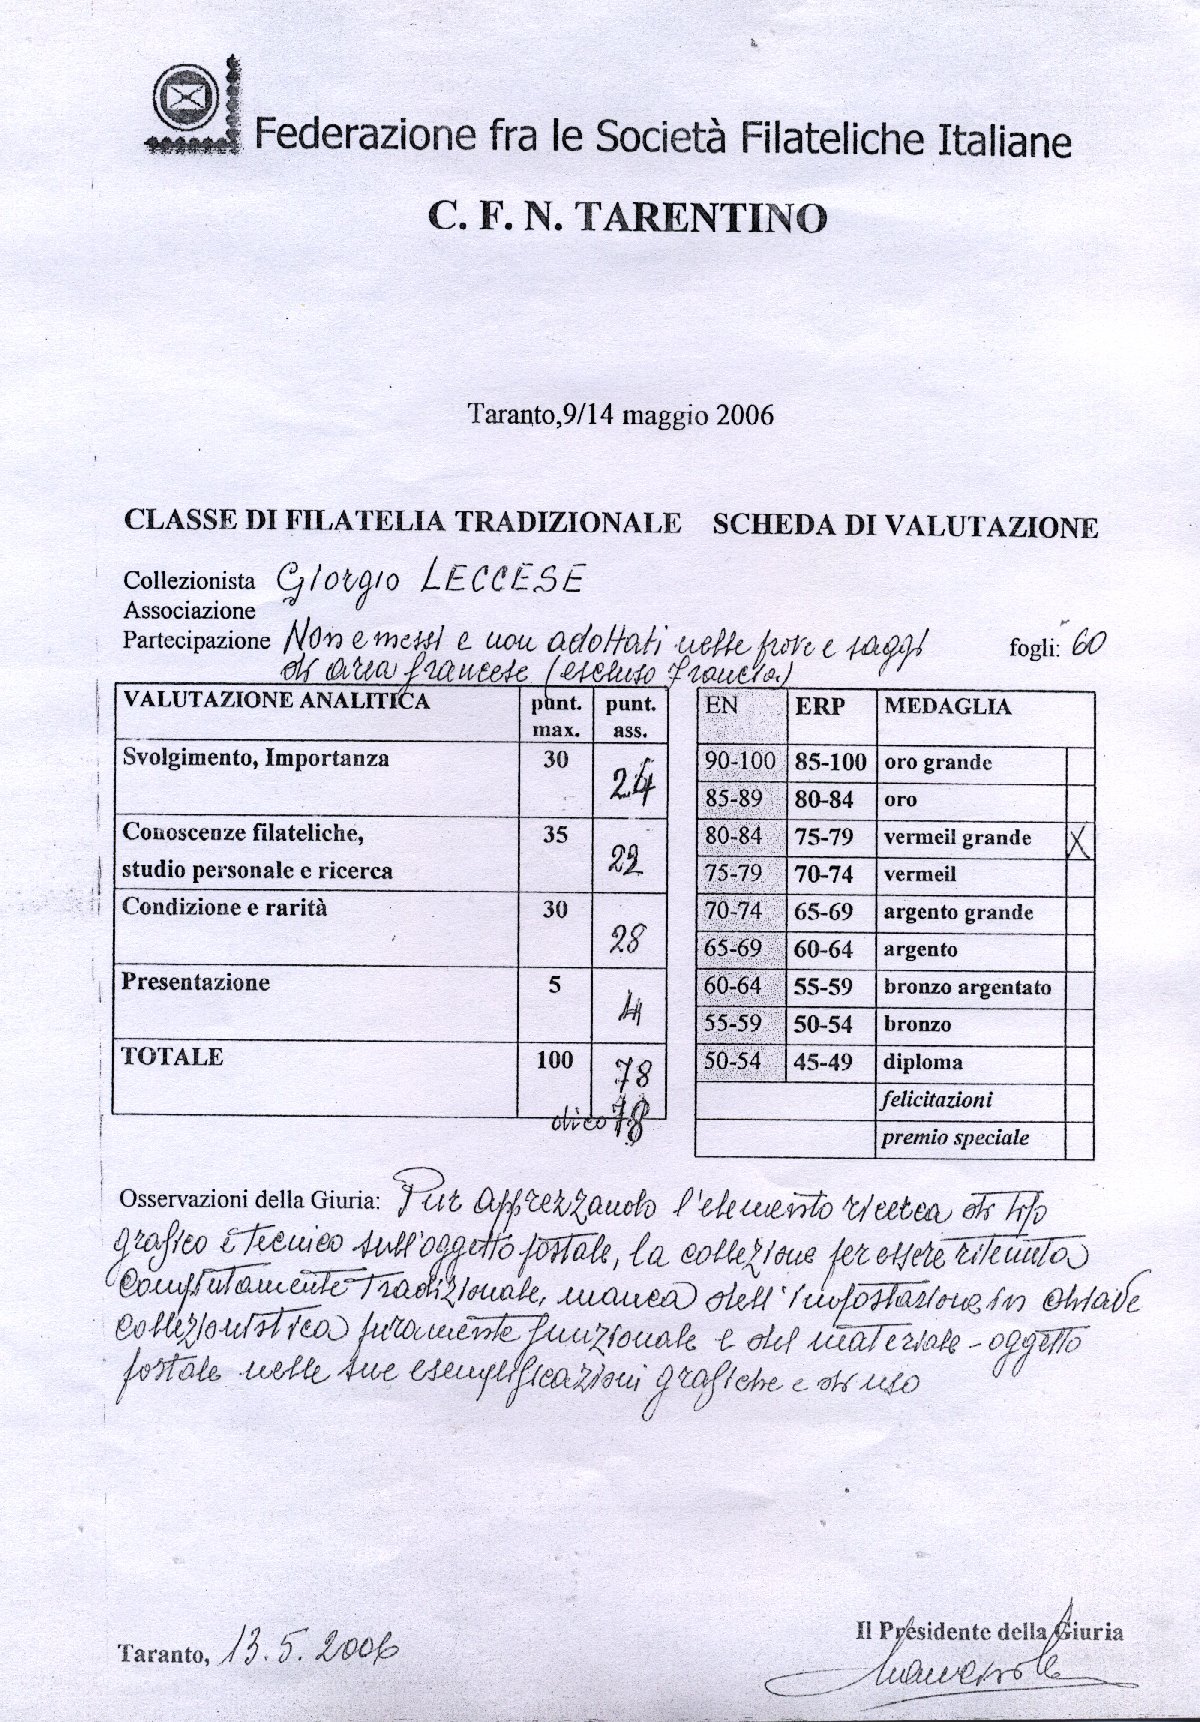 Federazione fra le Società Filateliche Italiane
C. F. N. TARENTINO
Taranto,9/14 maggio 2006
CLASSE DI FILATELIA TRADIZIONALE SCHEDA DI VALUTAZIONE
Collezionista Giorgio LECCESE
Associazione
Partecipazione Non emessi e non adottati nelle prove e saggi fogli: 60
di area francese (escluso Francia)
VALUTAZIONE ANALITICA punt. max. punt. ass.
Svolgimento, Importanza 30 24
Conoscenze filateliche, 35 22
studio personale e ricerca
Condizione e rarità 30 28
Presentazione 5 4
TOTALE 100 78
dico 78
EN ERP MEDAGLIA
90-100 85-100 oro grande
85-89 80-84 oro
80-84 75-79 vermeil grande X
75-79 70-74 vermeil
70-74 65-69 argento grande
65-69 60-64 argento
60-64 55-59 bronzo argentato
55-59 50-54 bronzo
50-54 45-49 diploma
felicitazioni
premio speciale
Osservazioni della Giuria: Pur apprezzando l'elemento ricerca di tipo
grafico e tecnico sull'oggetto postale, la collezione per essere ritenuta
compiutamente tradizionale, manca dell'impostazione in chiave
collezionistica puramente funzionale e del materiale - oggetto
postale nelle sue esemplificazioni grafiche e di uso
Taranto, 13.5.2006
Il Presidente della Giuria